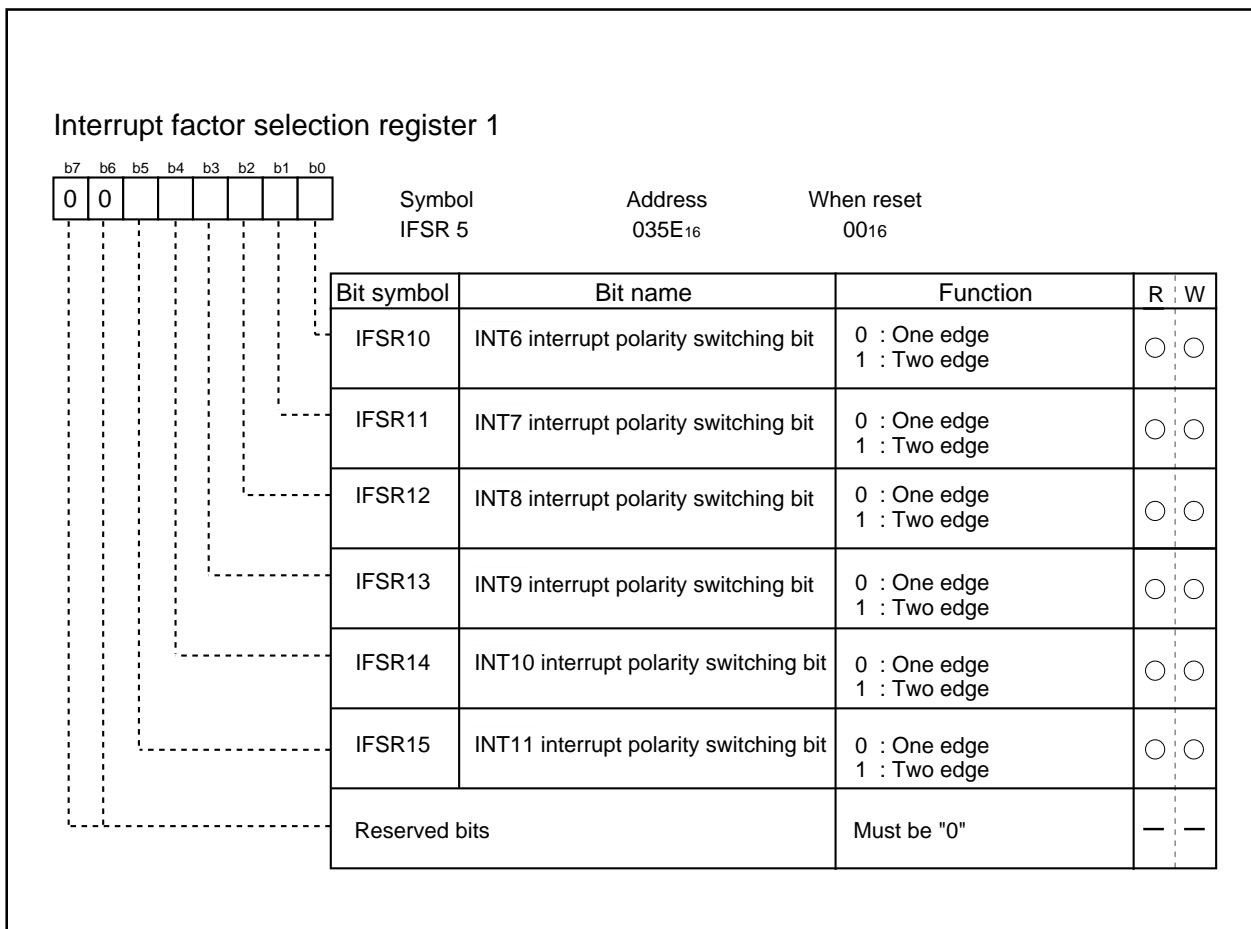 Interrupt factor selection register 1
b7 b6 b5 b4 b3 b2 b1 b0
0 0
Symbol Address When reset
IFSR 5 035E16 0016
Bit symbol Bit name Function R W
IFSR10 INT6 interrupt polarity switching bit 0 : One edge
1 : Two edge
IFSR11 INT7 interrupt polarity switching bit 0 : One edge
1 : Two edge
IFSR12 INT8 interrupt polarity switching bit 0 : One edge
1 : Two edge
IFSR13 INT9 interrupt polarity switching bit 0 : One edge
1 : Two edge
IFSR14 INT10 interrupt polarity switching bit 0 : One edge
1 : Two edge
IFSR15 INT11 interrupt polarity switching bit 0 : One edge
1 : Two edge
Reserved bits Must be "0" — —